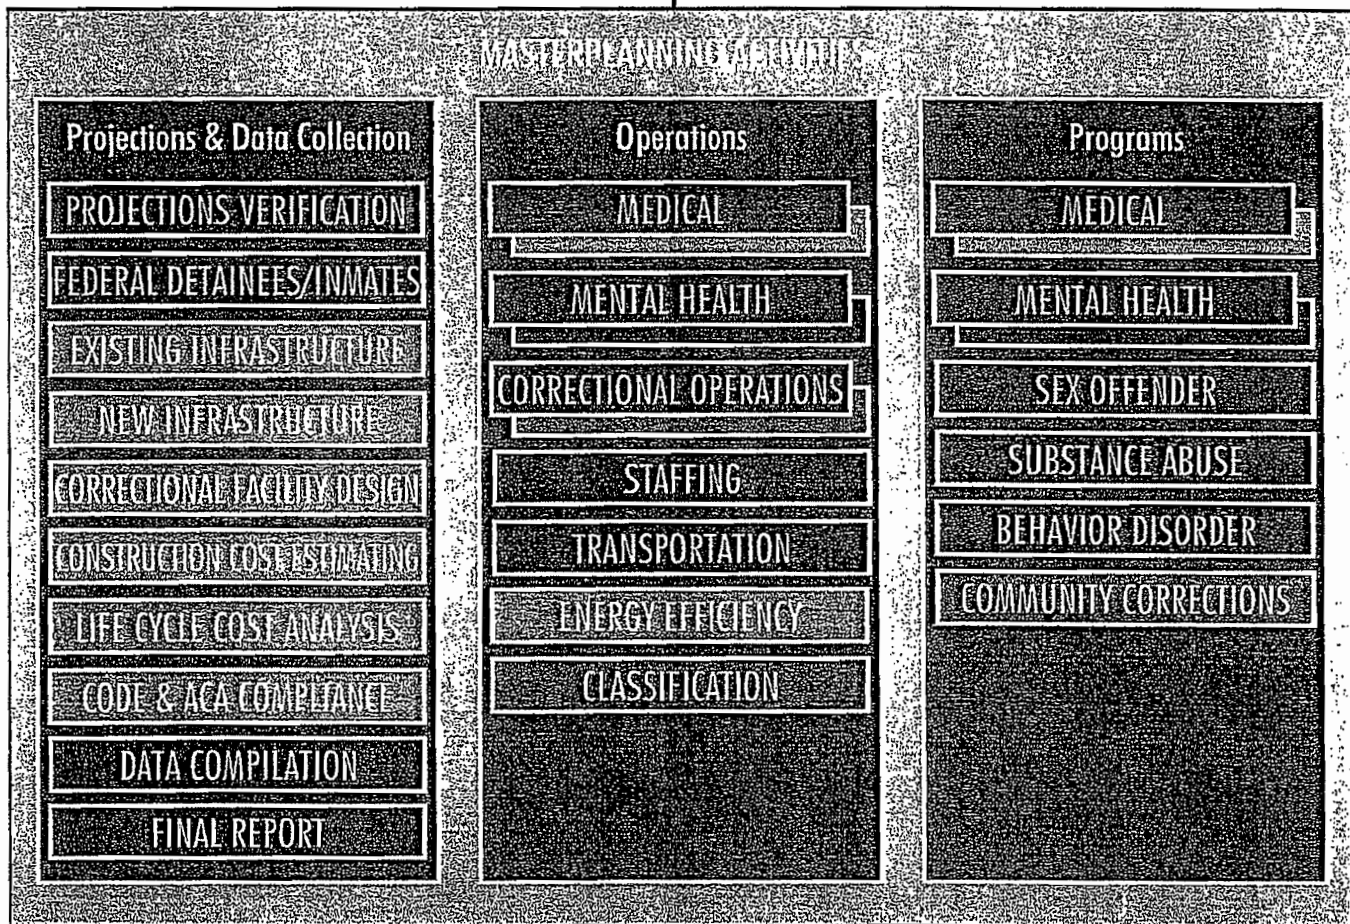 MASTERPLANNING ACTIVITIES
Projections & Data Collection
PROJECTIONS VERIFICATION
FEDERAL DETAINEES/INMATES
EXISTING INFRASTRUCTURE
NEW INFRASTRUCTURE
CORRECTIONAL FACILITY DESIGN
CONSTRUCTION COST ESTIMATING
LIFE CYCLE COST ANALYSIS
CODE & ACA COMPLIANCE
DATA COMPILATION
FINAL REPORT
Operations
MEDICAL
MENTAL HEALTH
CORRECTIONAL OPERATIONS
STAFFING
TRANSPORTATION
ENERGY EFFICIENCY
CLASSIFICATION
Programs
MEDICAL
MENTAL HEALTH
SEX OFFENDER
SUBSTANCE ABUSE
BEHAVIOR DISORDER
COMMUNITY CORRECTIONS